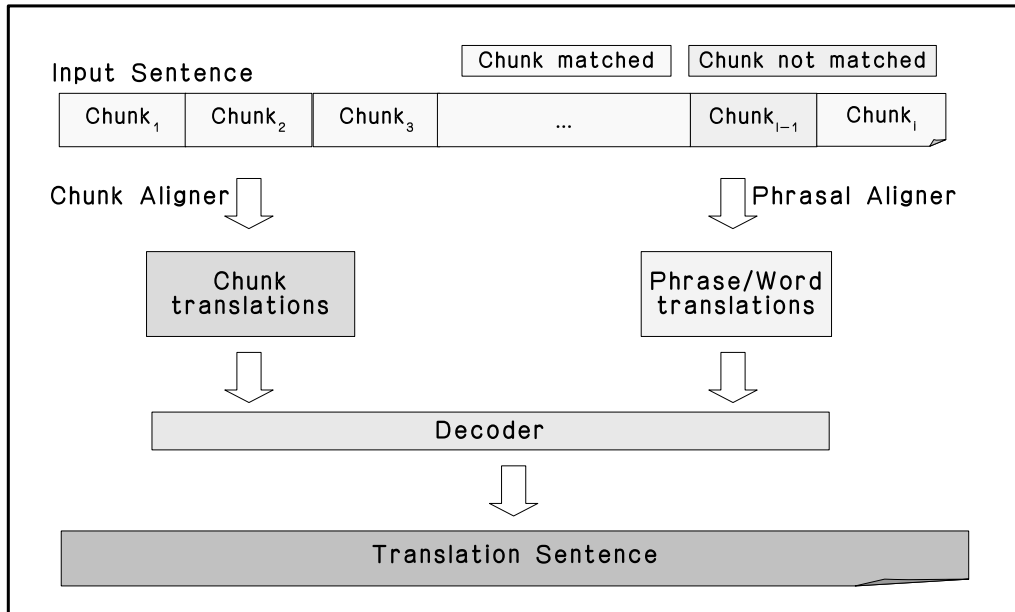 Chunk matched
Chunk not matched
Input Sentence
Chunk₁
Chunk₂
Chunk₃
...
Chunkₗ₋₁
Chunkₗ
Chunk Aligner
Phrasal Aligner
Chunk
translations
Phrase/Word
translations
Decoder
Translation Sentence